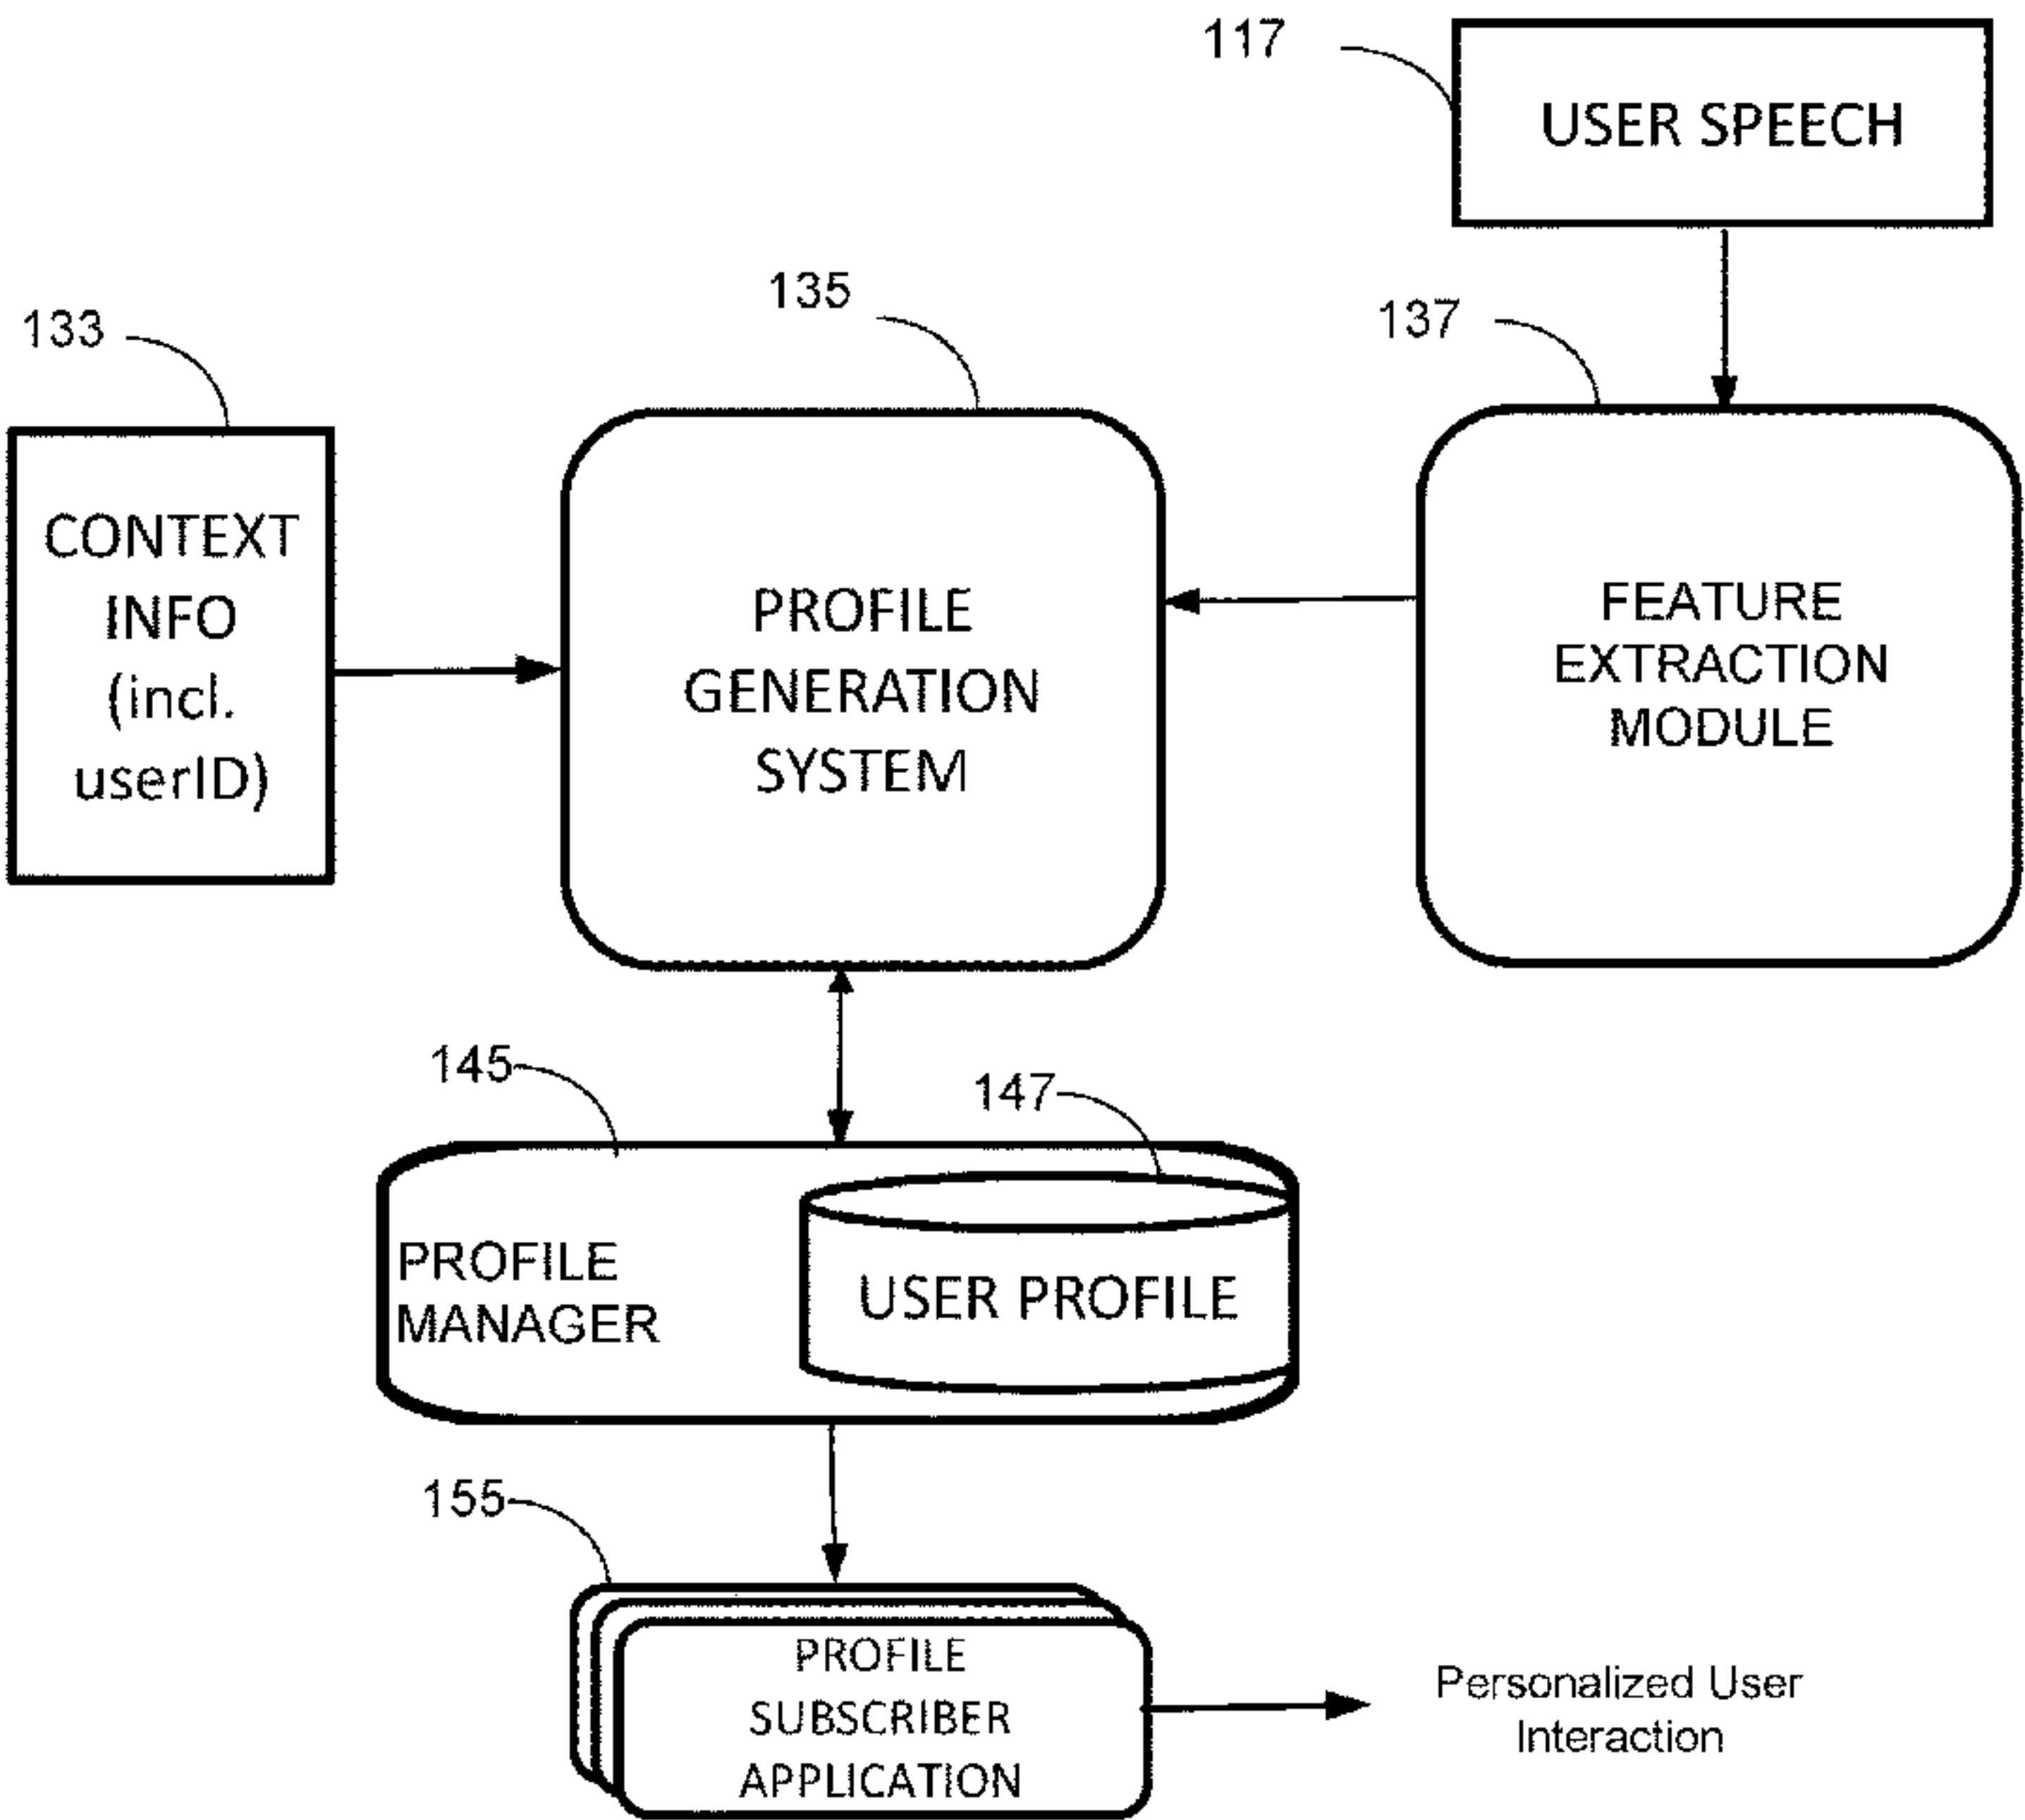 117
USER SPEECH
135
137
133
CONTEXT
INFO
(incl.
userID)
PROFILE
GENERATION
SYSTEM
FEATURE
EXTRACTION
MODULE
145
147
PROFILE
MANAGER
USER PROFILE
155
PROFILE
SUBSCRIBER
APPLICATION
Personalized User
Interaction